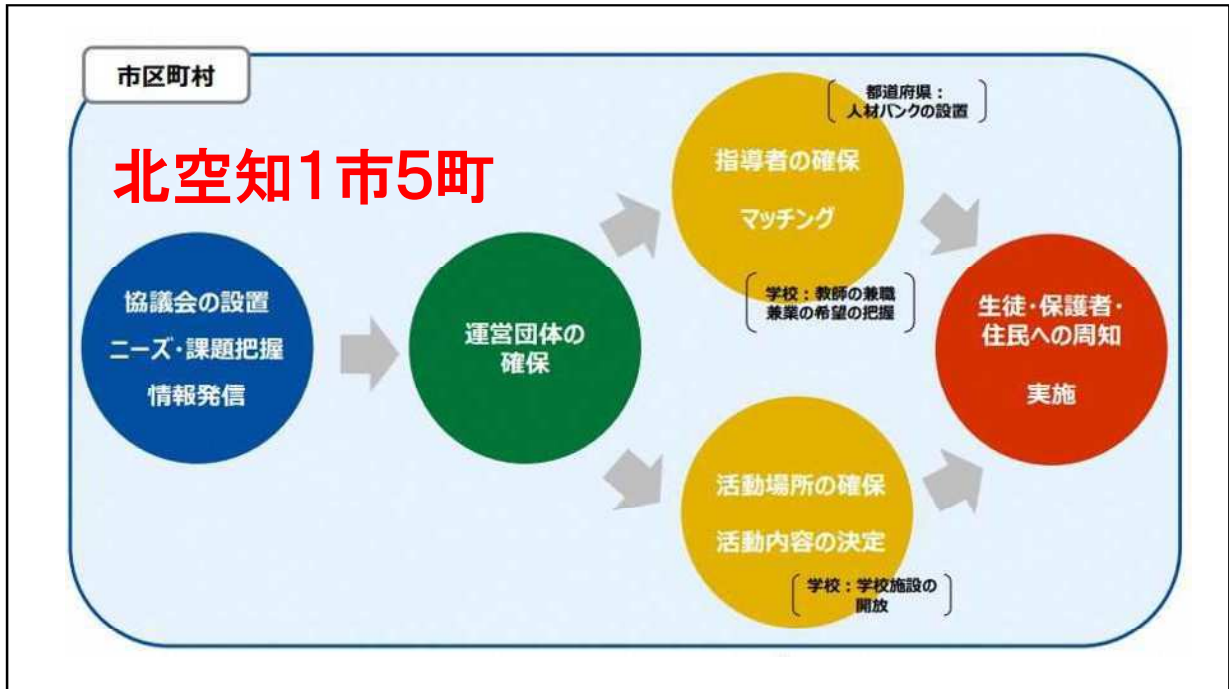 市区町村
北空知1市5町
協議会の設置
ニーズ・課題把握
情報発信
運営団体の
確保
都道府県：
人材バンクの設置
指導者の確保
マッチング
学校：教師の兼職
兼業の希望の把握
活動場所の確保
活動内容の決定
学校：学校施設の
開放
生徒・保護者・
住民への周知
実施